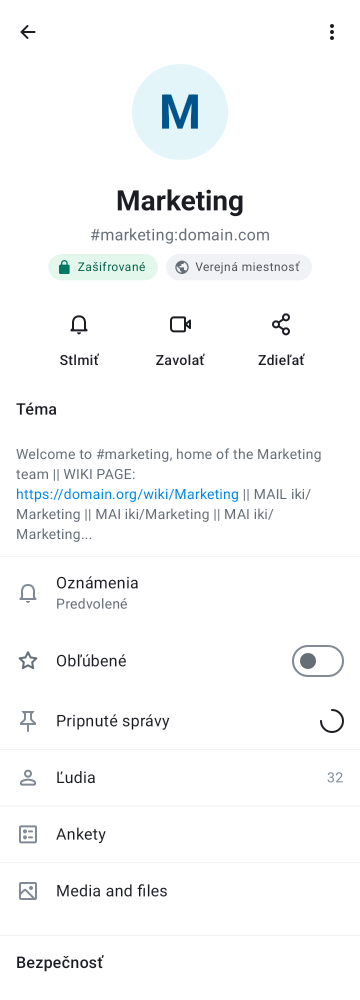 M
Marketing
#marketing:domain.com
Zašifrované
Verejná miestnosť
Stlmiť
Zavolať
Zdieľať
Téma
Welcome to #marketing, home of the Marketing
team || WIKI PAGE:
https://domain.org/wiki/Marketing || MAIL iki/
Marketing || MAI iki/Marketing || MAI iki/
Marketing...
Oznámenia
Predvolené
Obľúbené
Pripnuté správy
Ľudia
32
Ankety
Media and files
Bezpečnosť